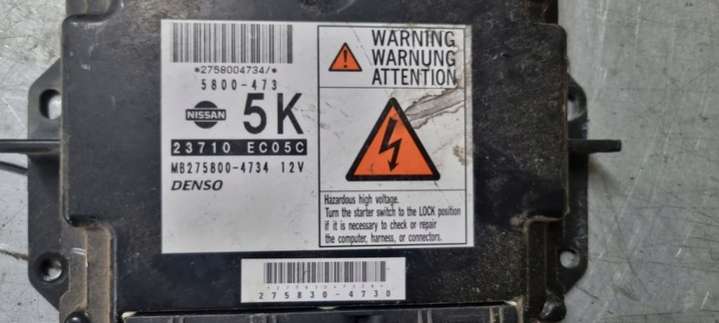 *2758004734/*
5800-473
NISSAN
5K
23710 EC05C
MB275800-4734 12V
DENSO
WARNING
WARNUNG
ATTENTION
Hazardous high voltage.
Turn the starter switch to the LOCK position
if it is necessary to check or repair
the computer, harness, or connectors.
275830-4730